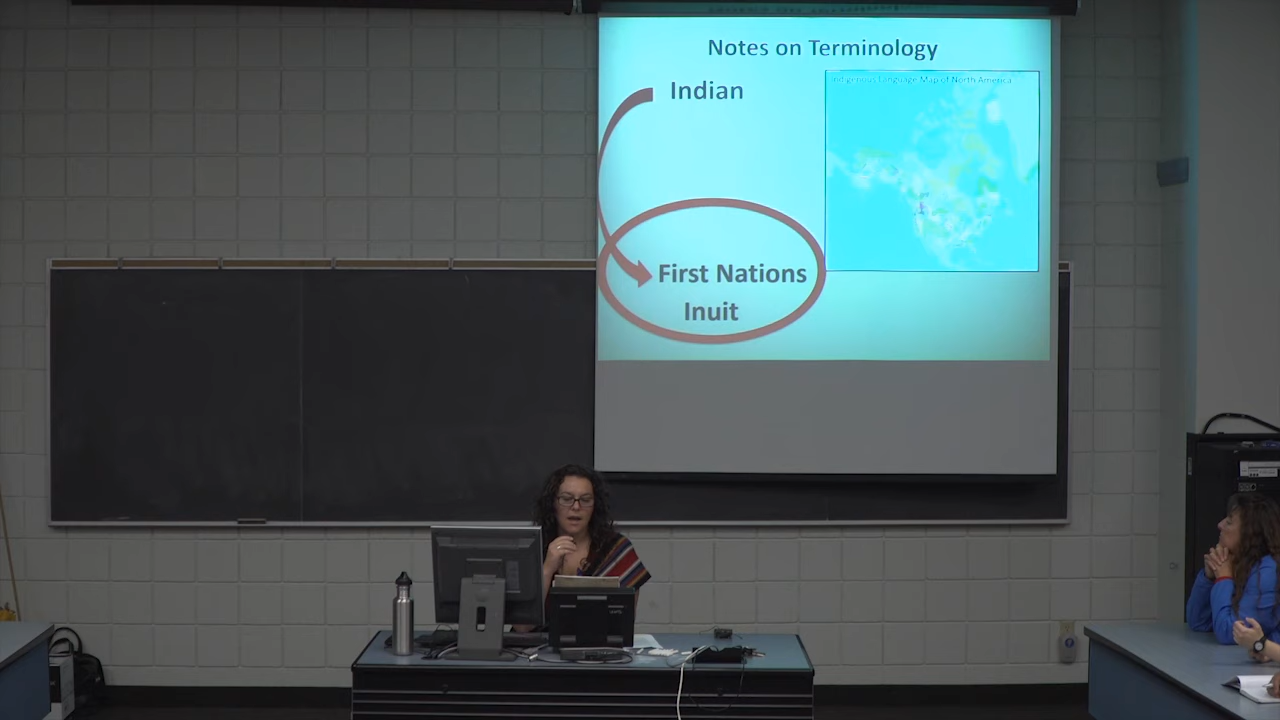 Notes on Terminology
Indian
Indigenous Language Map of North America
First Nations
Inuit